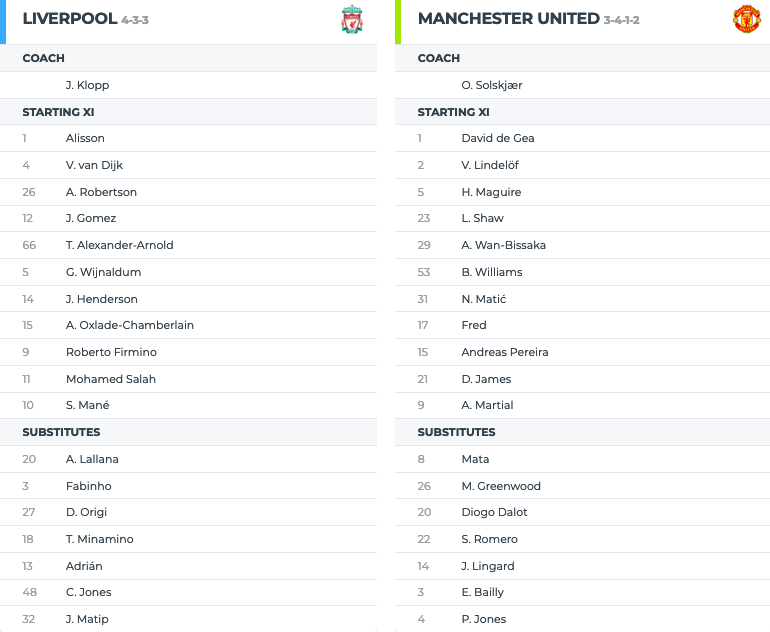 LIVERPOOL 4-3-3
COACH
J. Klopp
STARTING XI
1 Alisson
4 V. van Dijk
26 A. Robertson
12 J. Gomez
66 T. Alexander-Arnold
5 G. Wijnaldum
14 J. Henderson
15 A. Oxlade-Chamberlain
9 Roberto Firmino
11 Mohamed Salah
10 S. Mané
SUBSTITUTES
20 A. Lallana
3 Fabinho
27 D. Origi
18 T. Minamino
13 Adrián
48 C. Jones
32 J. Matip
MANCHESTER UNITED 3-4-1-2
COACH
O. Solskjær
STARTING XI
1 David de Gea
2 V. Lindelöf
5 H. Maguire
23 L. Shaw
29 A. Wan-Bissaka
53 B. Williams
31 N. Matić
17 Fred
15 Andreas Pereira
21 D. James
9 A. Martial
SUBSTITUTES
8 Mata
26 M. Greenwood
20 Diogo Dalot
22 S. Romero
14 J. Lingard
3 E. Bailly
4 P. Jones